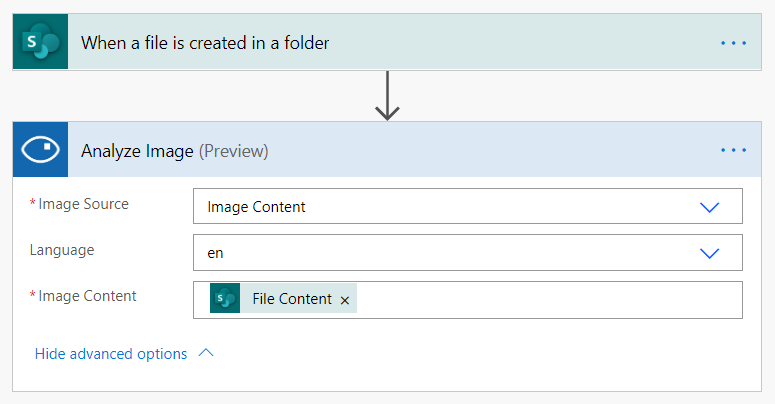 When a file is created in a folder
Analyze Image (Preview)
* Image Source
Image Content
Language
en
* Image Content
File Content ×
Hide advanced options